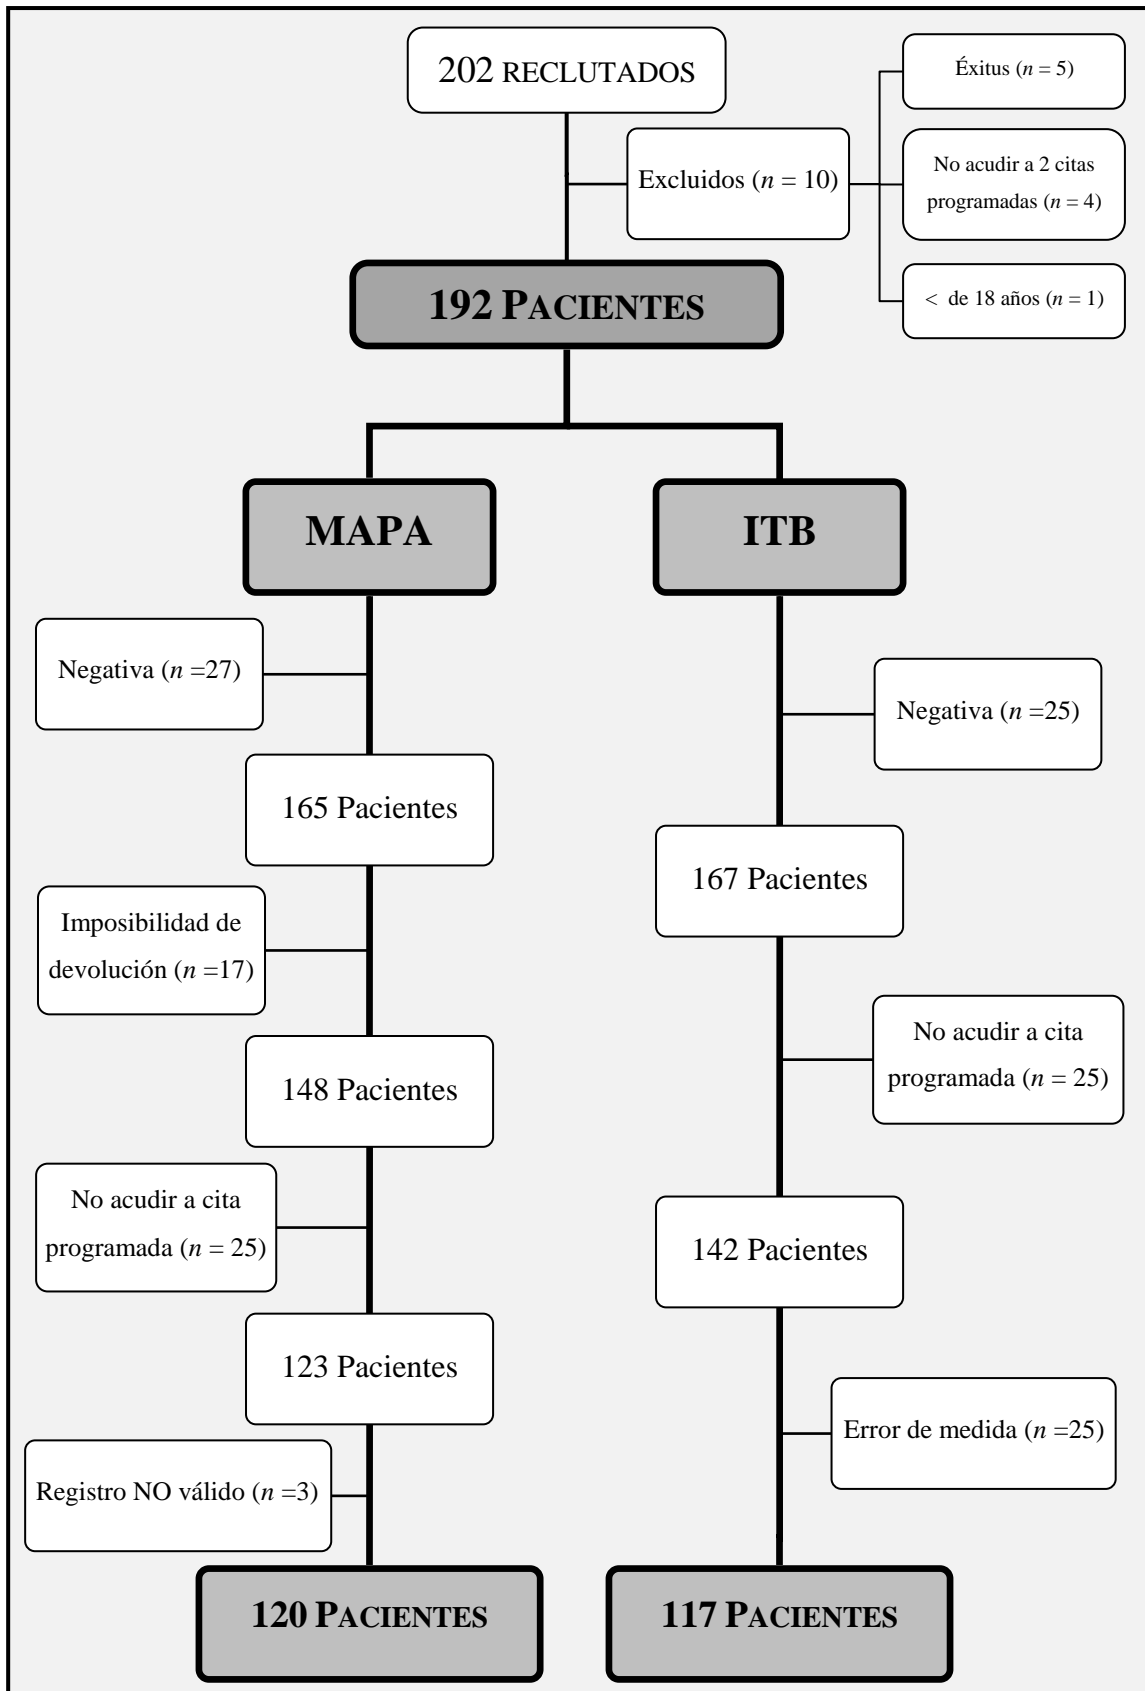 202 RECLUTADOS
Éxitus (n = 5)
Excluidos (n = 10)
No acudir a 2 citas
programadas (n = 4)
< de 18 años (n = 1)
192 PACIENTES
MAPA
ITB
Negativa (n =27)
Negativa (n =25)
165 Pacientes
167 Pacientes
Imposibilidad de
devolución (n =17)
No acudir a cita
programada (n = 25)
148 Pacientes
No acudir a cita
programada (n = 25)
142 Pacientes
123 Pacientes
Error de medida (n =25)
Registro NO válido (n =3)
120 PACIENTES
117 PACIENTES